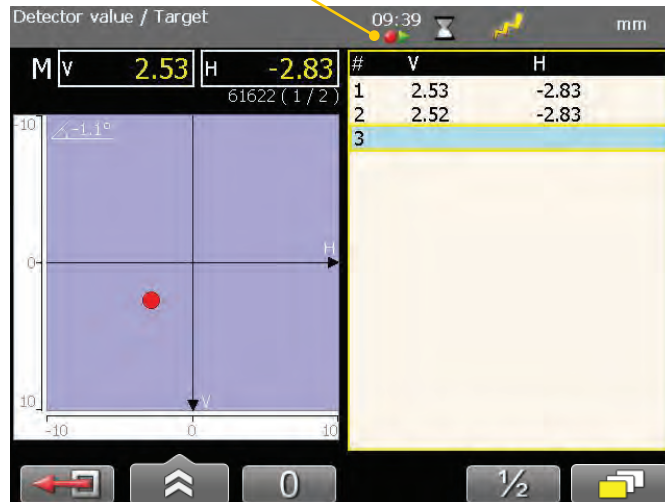 Detector value / Target 09:39 mm
M V 2.53 H -2.83
61622 ( 1 / 2 )
# V H
1 2.53 -2.83
2 2.52 -2.83
3
-10
-1.1°
0
H
10
V
-10 0 10
0 ½